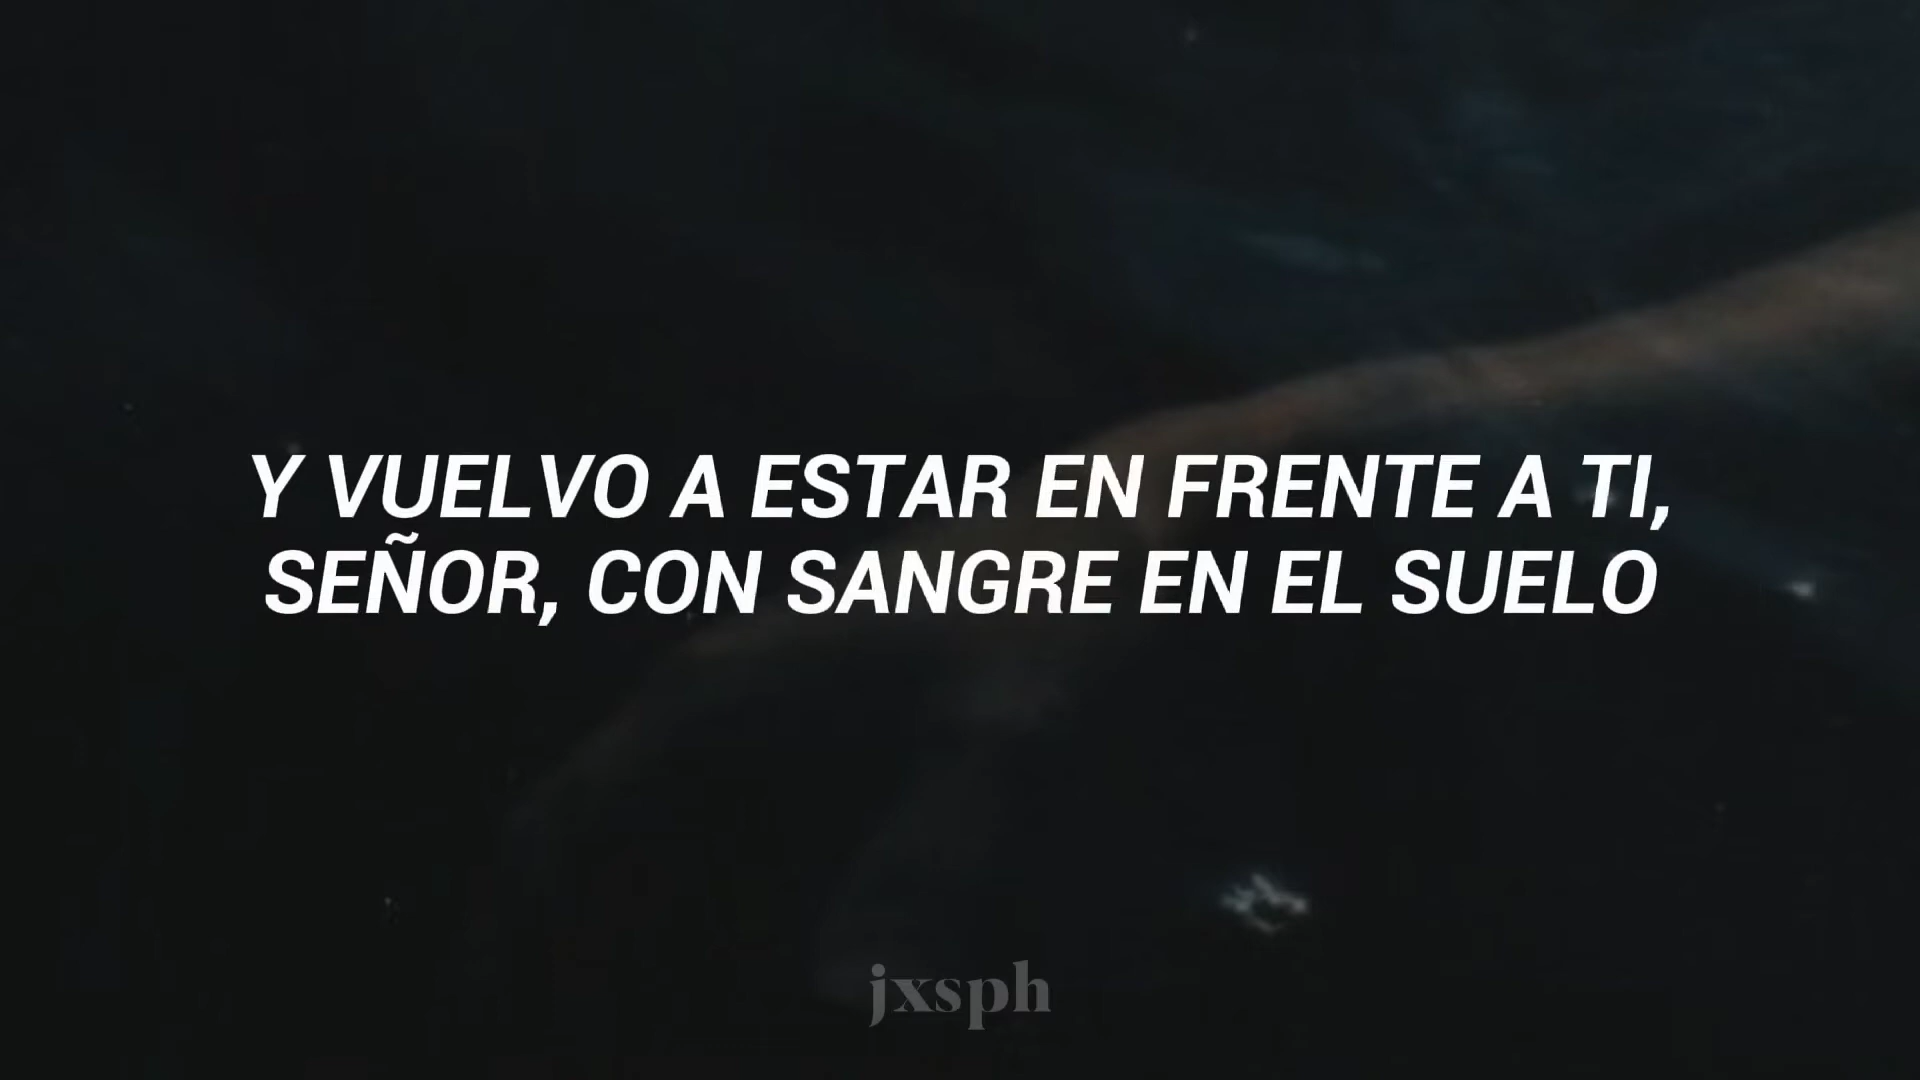 Y VUELVO A ESTAR EN FRENTE A TI,
SEÑOR, CON SANGRE EN EL SUELO
jxsph